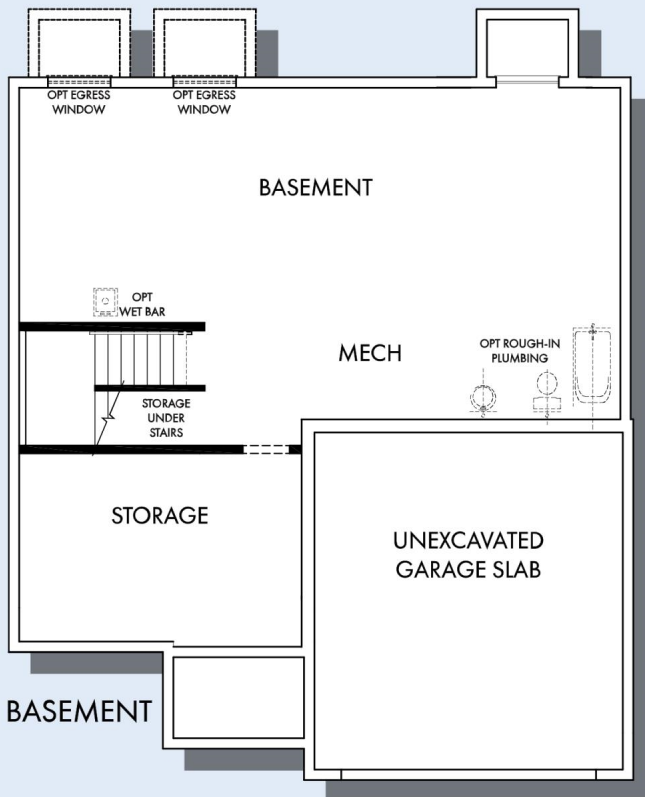 OPT EGRESS
WINDOW
OPT EGRESS
WINDOW
BASEMENT
OPT
WET BAR
MECH
OPT ROUGH-IN
PLUMBING
STORAGE
UNDER
STAIRS
STORAGE
UNEXCAVATED
GARAGE SLAB
BASEMENT